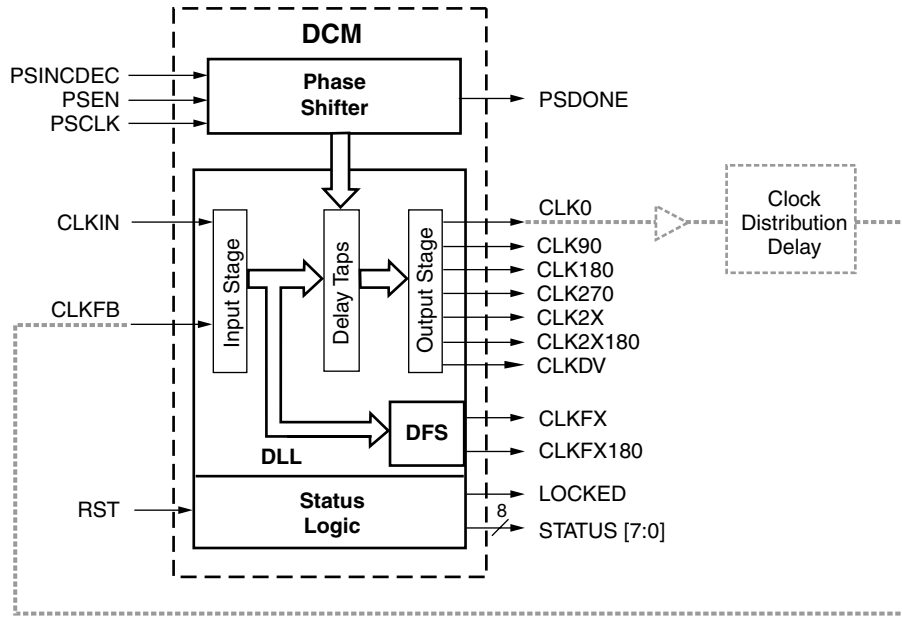 DCM
PSINCDEC
PSEN
PSCLK
Phase
Shifter
PSDONE
CLKIN
CLKFB
Input Stage
Delay Taps
Output Stage
CLK0
CLK90
CLK180
CLK270
CLK2X
CLK2X180
CLKDV
Clock
Distribution
Delay
DFS
CLKFX
CLKFX180
DLL
RST
Status
Logic
LOCKED
8
STATUS [7:0]